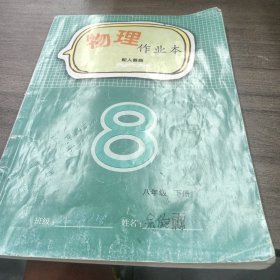 物理 作业本
配人教版
8
八年级 下册
班级： 姓名：